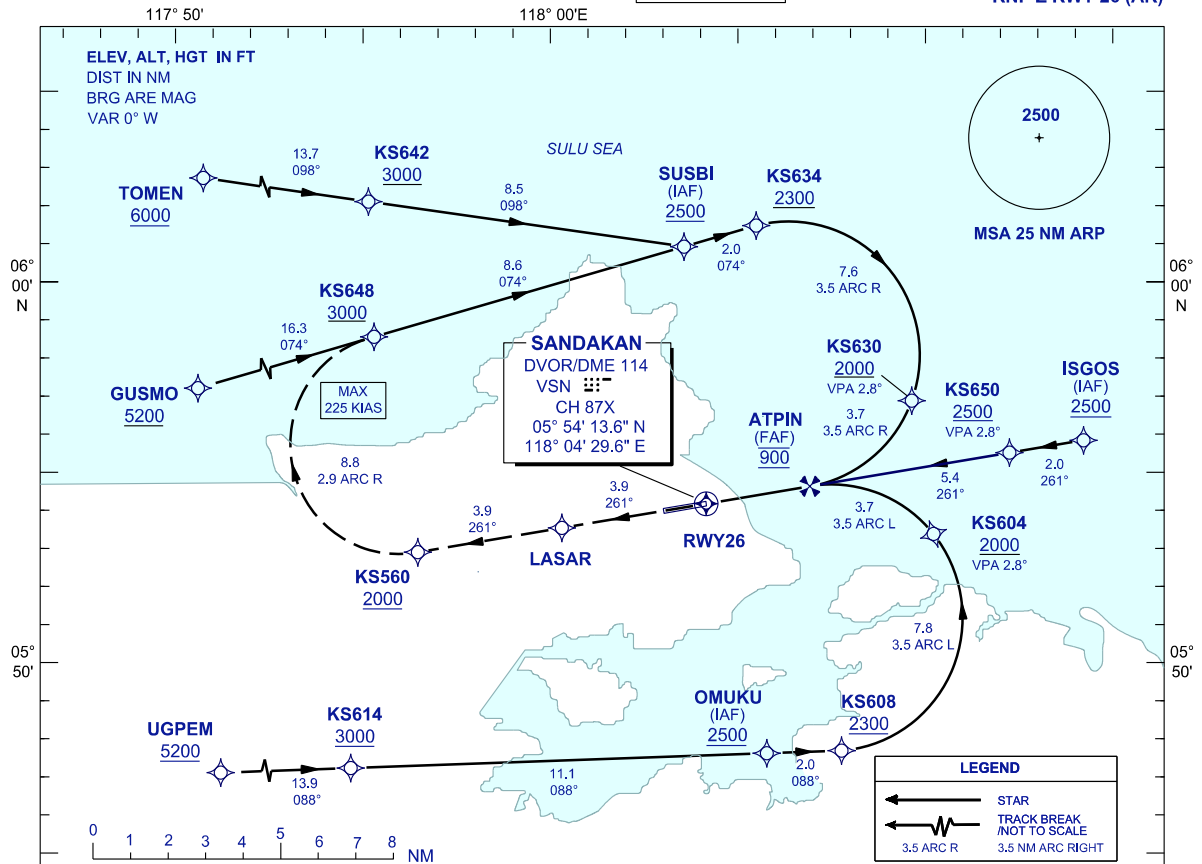 117° 50'
118° 00'E
ELEV, ALT, HGT IN FT
DIST IN NM
BRG ARE MAG
VAR 0° W
2500
MSA 25 NM ARP
SULU SEA
TOMEN
6000
13.7
098°
KS642
3000
8.5
098°
SUSBI
(IAF)
2500
2.0
074°
KS634
2300
7.6
3.5 ARC R
06°
00'
N
06°
00'
N
GUSMO
5200
16.3
074°
KS648
3000
8.6
074°
MAX
225 KIAS
SANDAKAN
DVOR/DME 114
VSN
CH 87X
05° 54' 13.6" N
118° 04' 29.6" E
KS630
2000
VPA 2.8°
3.7
3.5 ARC R
ATPIN
(FAF)
900
KS650
2500
VPA 2.8°
ISGOS
(IAF)
2500
2.0
261°
5.4
261°
8.8
2.9 ARC R
3.9
261°
3.9
261°
RWY26
LASAR
KS560
2000
3.7
3.5 ARC L
KS604
2000
VPA 2.8°
7.8
3.5 ARC L
05°
50'
05°
50'
UGPEM
5200
13.9
088°
KS614
3000
11.1
088°
OMUKU
(IAF)
2500
2.0
088°
KS608
2300
LEGEND
STAR
TRACK BREAK
/NOT TO SCALE
3.5 ARC R
3.5 NM ARC RIGHT
0 1 2 3 4 5 6 7 8 NM